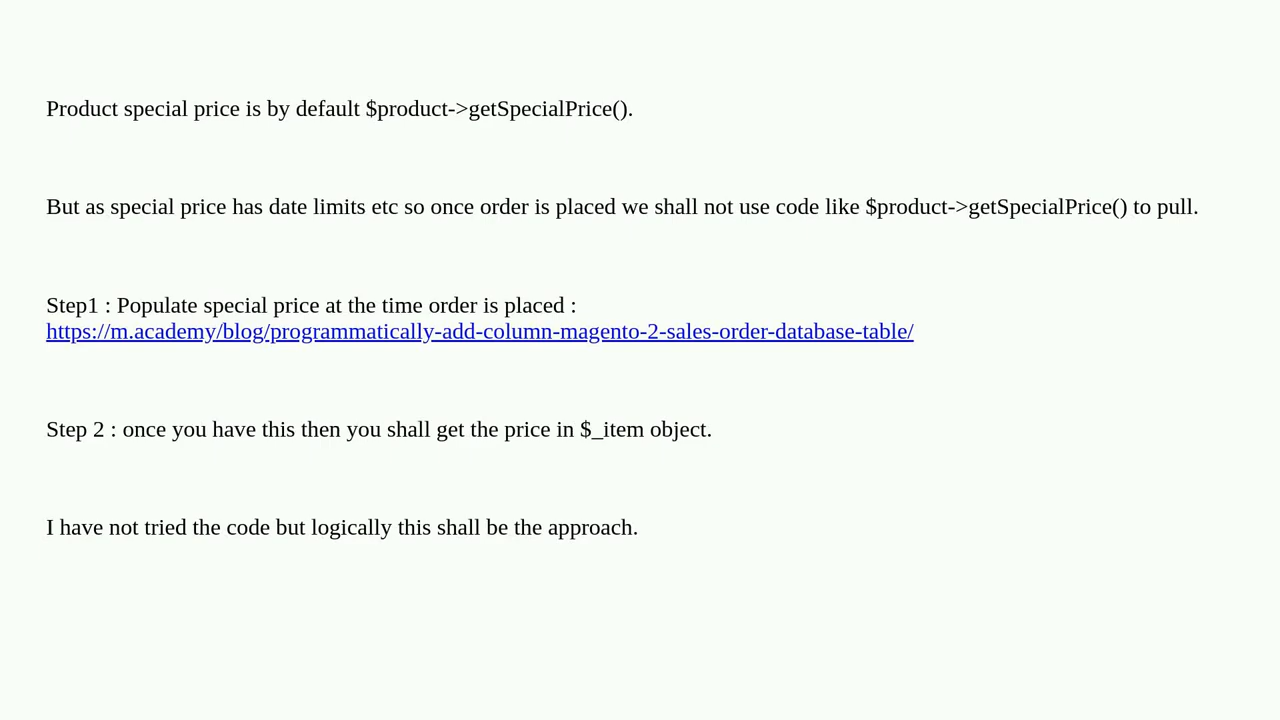 Product special price is by default $product->getSpecialPrice().
But as special price has date limits etc so once order is placed we shall not use code like $product->getSpecialPrice() to pull.
Step1 : Populate special price at the time order is placed :
https://m.academy/blog/programmatically-add-column-magento-2-sales-order-database-table/
Step 2 : once you have this then you shall get the price in $_item object.
I have not tried the code but logically this shall be the approach.